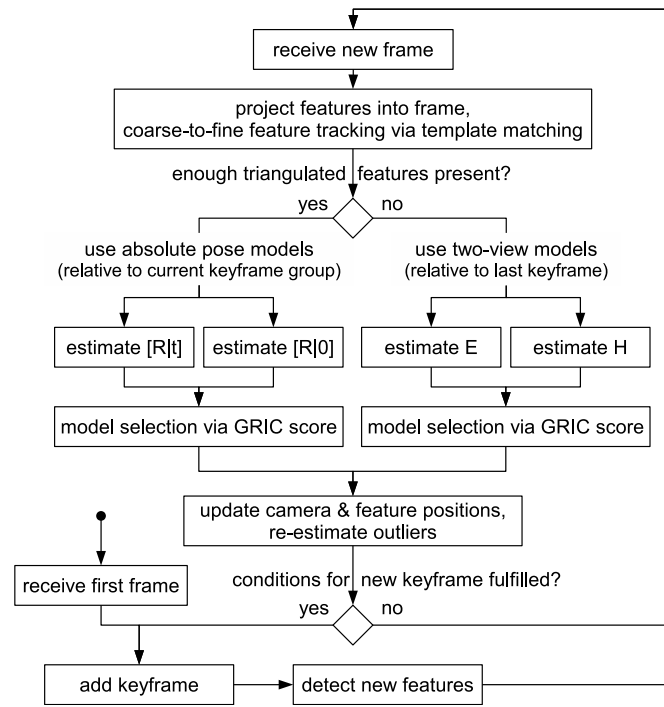 receive new frame
project features into frame,
coarse-to-fine feature tracking via template matching
enough triangulated features present?
yes no
use absolute pose models
(relative to current keyframe group)
use two-view models
(relative to last keyframe)
estimate [R|t]
estimate [R|0]
estimate E
estimate H
model selection via GRIC score
model selection via GRIC score
update camera & feature positions,
re-estimate outliers
receive first frame
conditions for new keyframe fulfilled?
yes no
add keyframe
detect new features